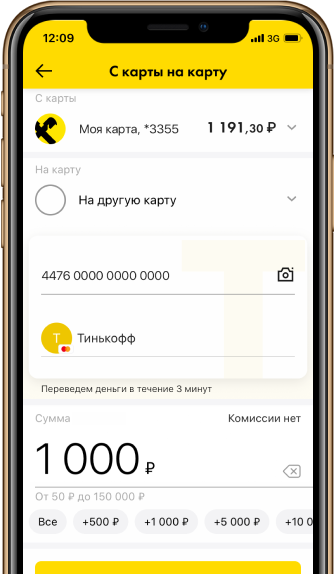 12:09
3G
С карты на карту
С карты
Моя карта, *3355 1 191,30 ₽
На карту
На другую карту
4476 0000 0000 0000
Т Тинькофф
Переведем деньги в течение 3 минут
Сумма Комиссии нет
1 000 ₽
От 50 ₽ до 150 000 ₽
Все +500 ₽ +1 000 ₽ +5 000 ₽ +10 0